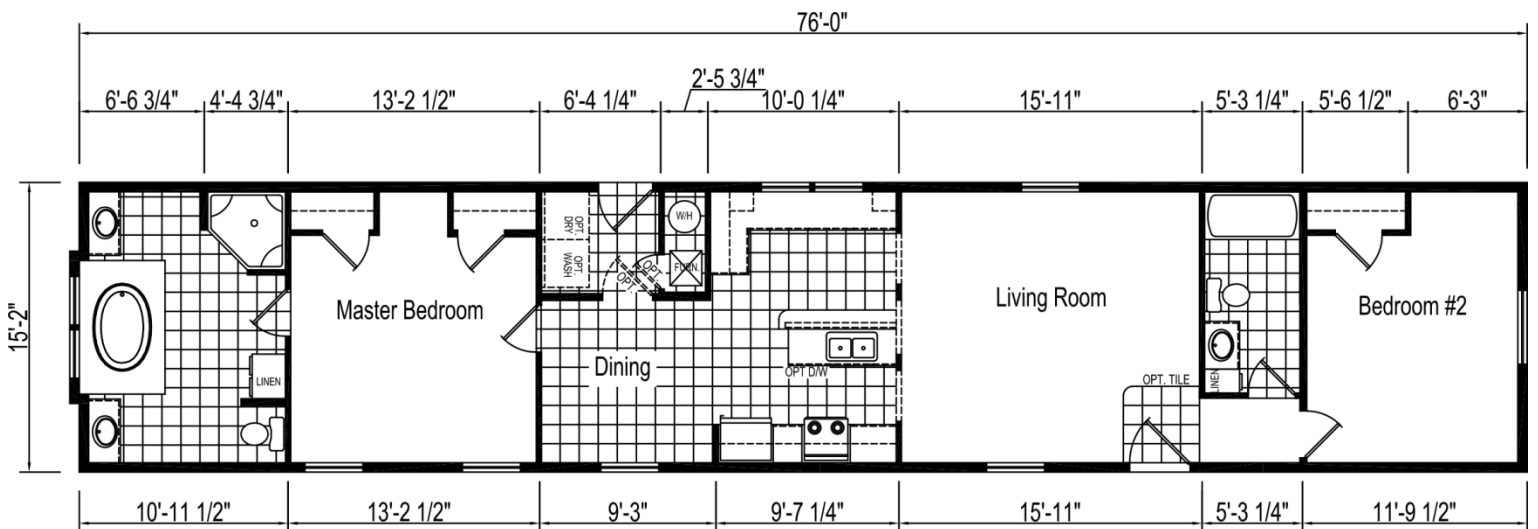 76'-0"
2'-5 3/4"
6'-6 3/4" 4'-4 3/4" 13'-2 1/2" 6'-4 1/4" 10'-0 1/4" 15'-11" 5'-3 1/4" 5'-6 1/2" 6'-3"
15'-2"
OPT.
DRY
OPT.
WASH
W/H
FURN.
OPT.
OPT.
Master Bedroom
Living Room
Bedroom #2
Dining
OPT D/W
LINEN
OPT. TILE
LINEN
10'-11 1/2" 13'-2 1/2" 9'-3" 9'-7 1/4" 15'-11" 5'-3 1/4" 11'-9 1/2"